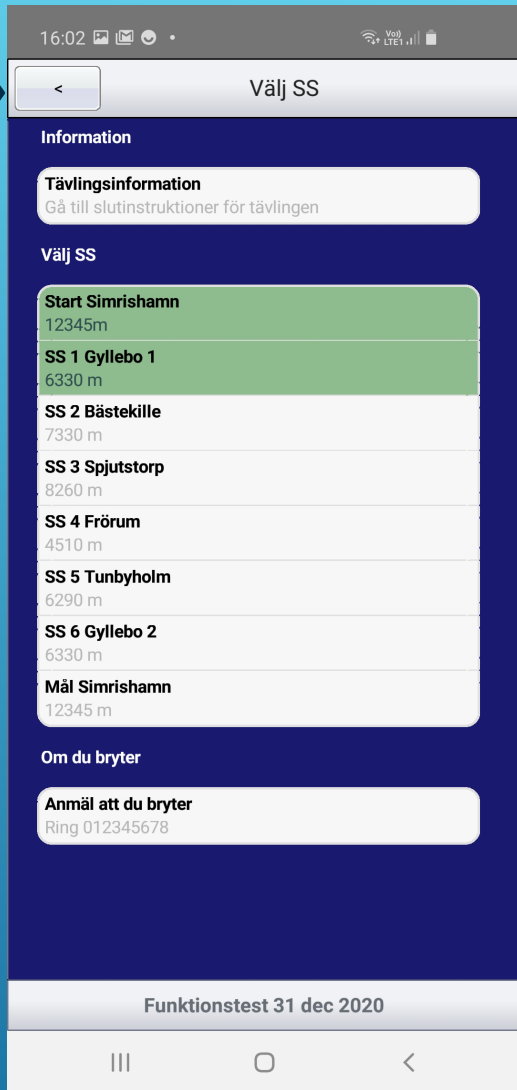 16:02
Vo)) LTE1
<
Välj SS
Information
Tävlingsinformation
Gå till slutinstruktioner för tävlingen
Välj SS
Start Simrishamn
12345m
SS 1 Gyllebo 1
6330 m
SS 2 Bästekille
7330 m
SS 3 Spjutstorp
8260 m
SS 4 Frörum
4510 m
SS 5 Tunbyholm
6290 m
SS 6 Gyllebo 2
6330 m
Mål Simrishamn
12345 m
Om du bryter
Anmäl att du bryter
Ring 012345678
Funktionstest 31 dec 2020